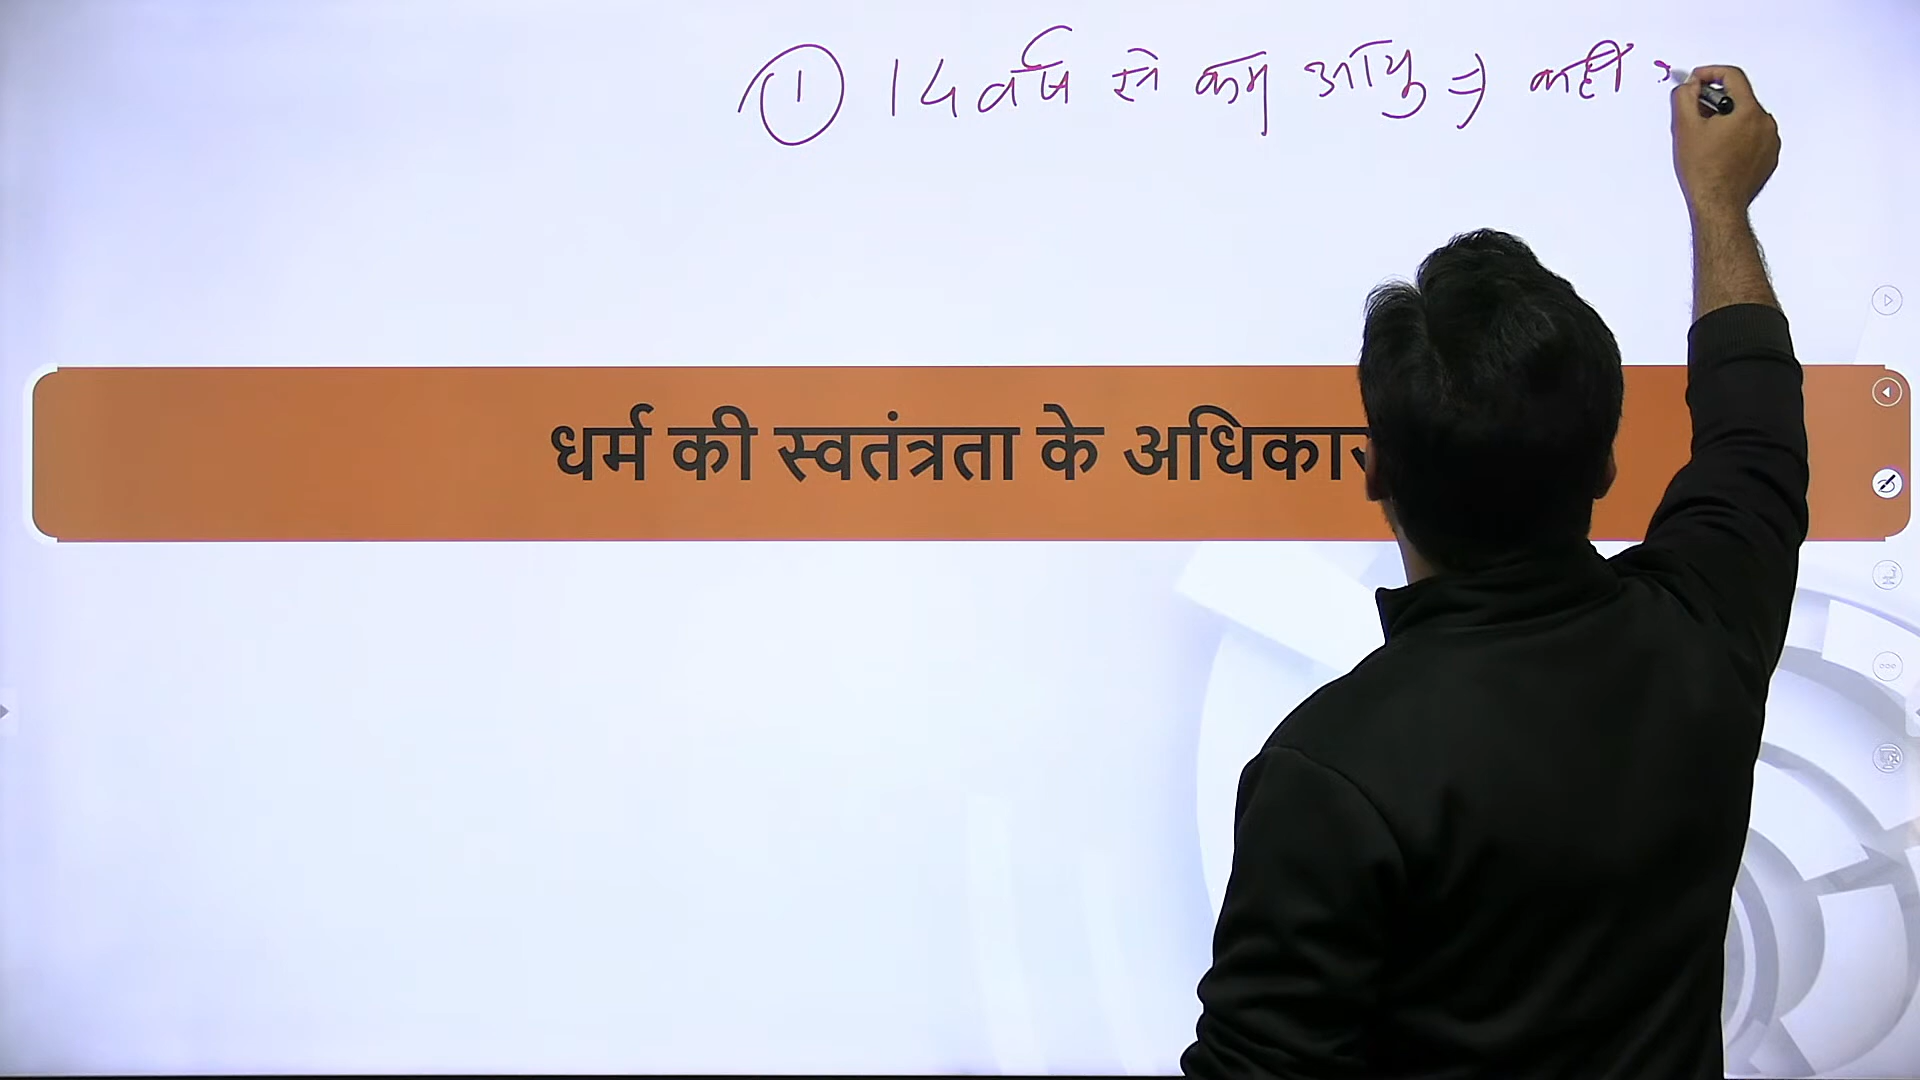 ① 14 वर्ष से कम आयु ⇒ कहीं
धर्म की स्वतंत्रता के अधिकार